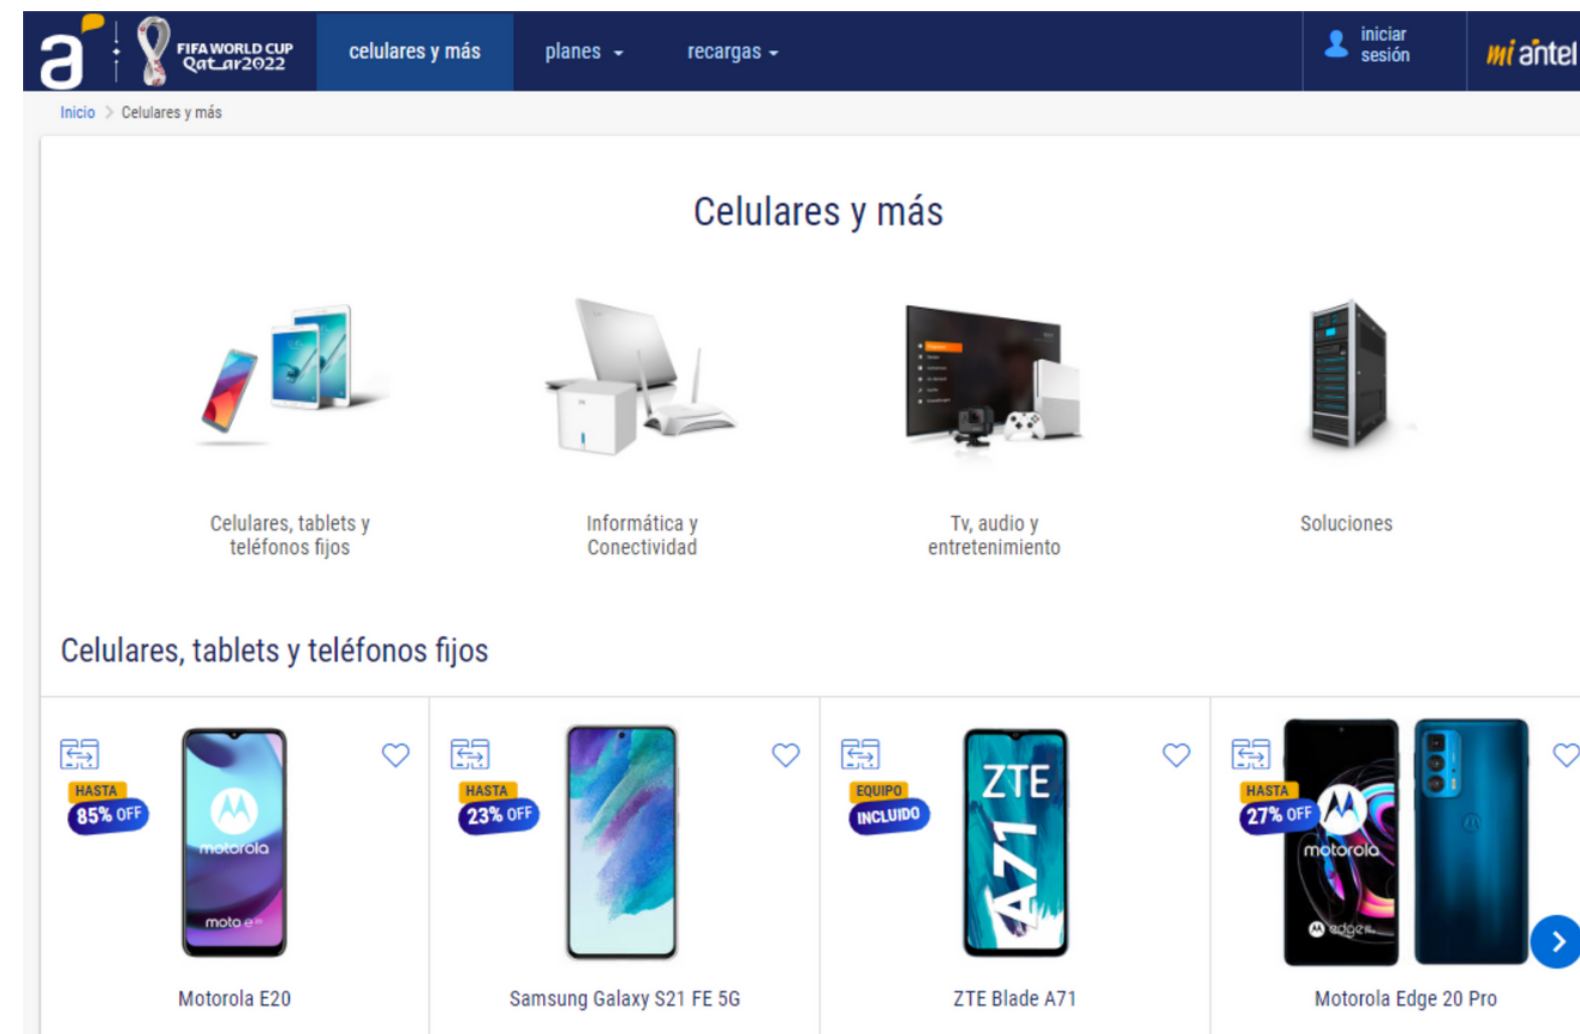 a
FIFA WORLD CUP
Qatar2022
celulares y más
planes
recargas
iniciar
sesión
mi antel
Inicio > Celulares y más
Celulares y más
Celulares, tablets y
teléfonos fijos
Informática y
Conectividad
Tv, audio y
entretenimiento
Soluciones
Celulares, tablets y teléfonos fijos
HASTA
85% OFF
motorola
moto e20
Motorola E20
HASTA
23% OFF
Samsung Galaxy S21 FE 5G
EQUIPO
INCLUIDO
ZTE
A71
ZTE Blade A71
HASTA
27% OFF
motorola
edge
Motorola Edge 20 Pro